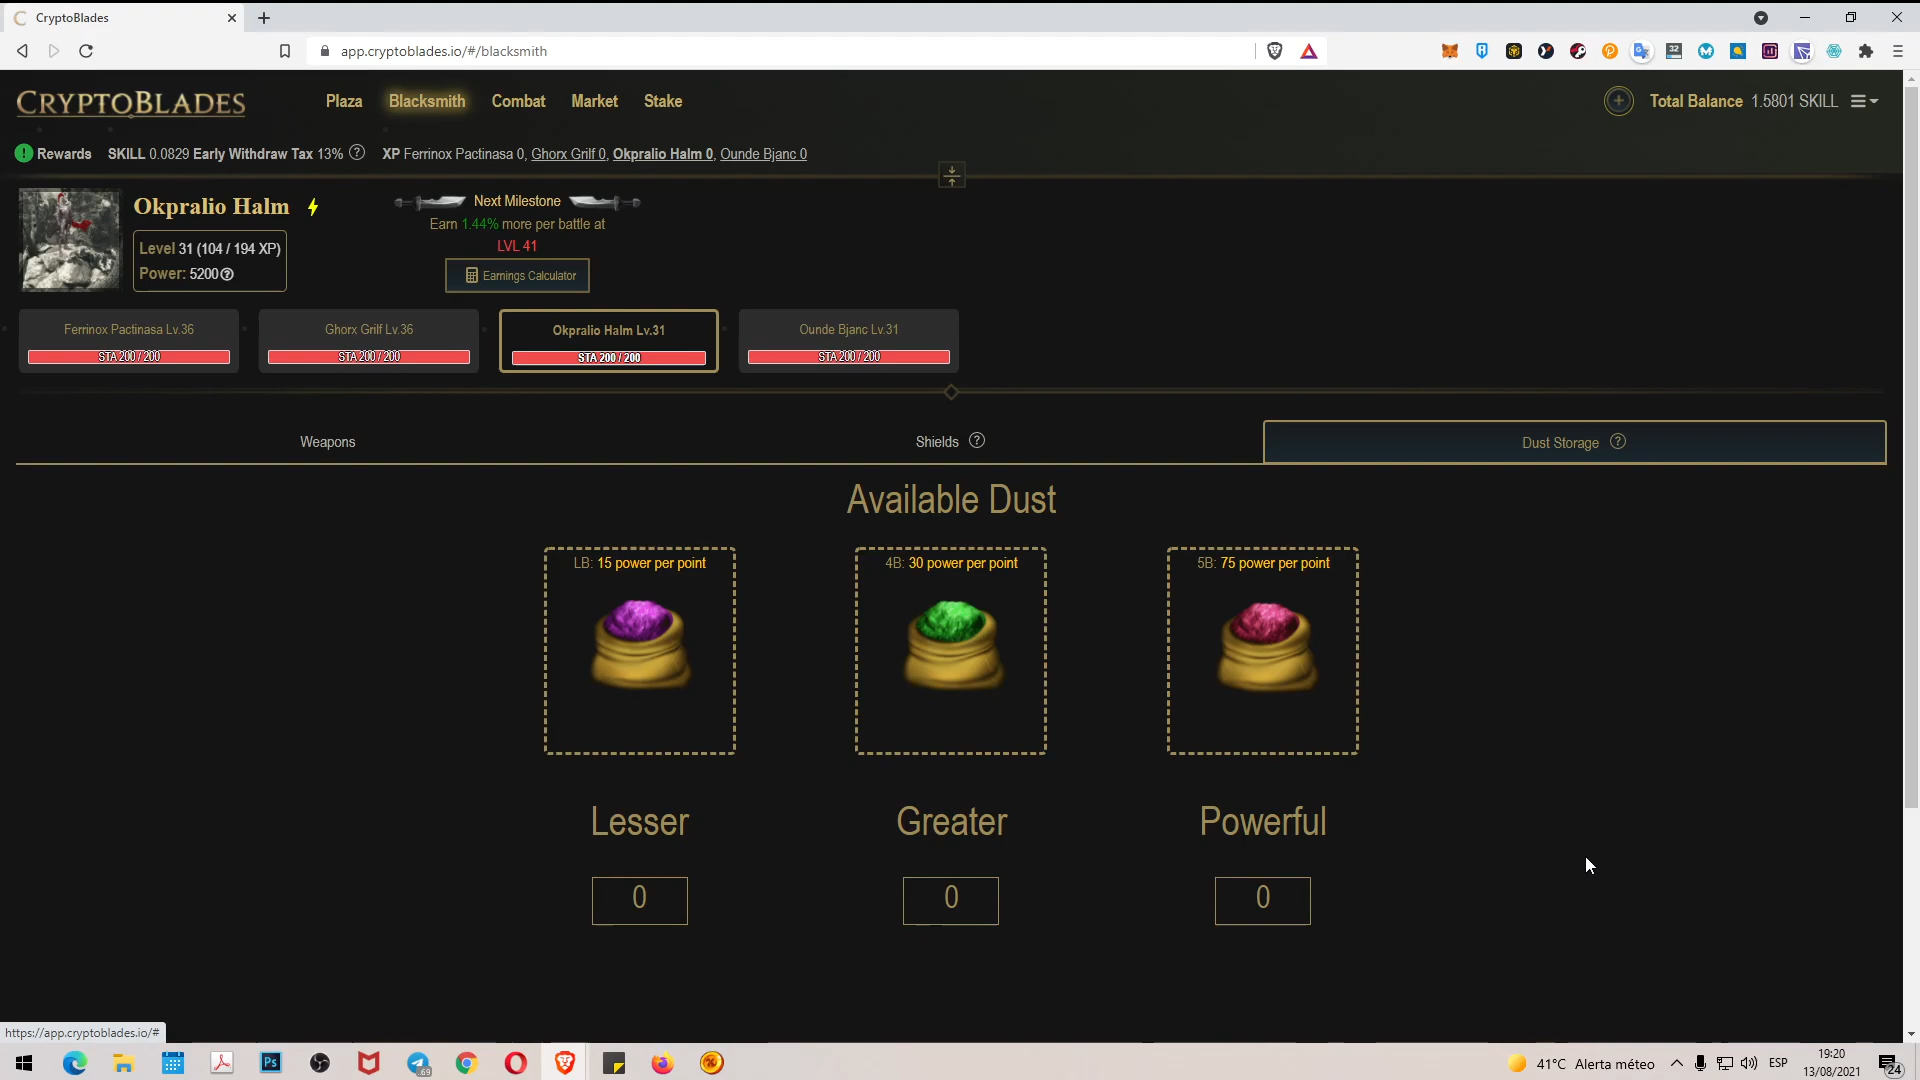 CryptoBlades
app.cryptoblades.io/#/blacksmith
32
CRYPTOBLADES
Plaza Blacksmith Combat Market Stake
Total Balance 1.5801 SKILL
! Rewards SKILL 0.0829 Early Withdraw Tax 13% ? XP Ferrinox Pactinasa 0, Ghorx Grilf 0, Okpralio Halm 0, Ounde Bjanc 0
Okpralio Halm
Level 31 (104 / 194 XP)
Power: 5200?
Next Milestone
Earn 1.44% more per battle at
LVL 41
Earnings Calculator
Ferrinox Pactinasa Lv.36
STA 200 / 200
Ghorx Grilf Lv.36
STA 200 / 200
Okpralio Halm Lv.31
STA 200 / 200
Ounde Bjanc Lv.31
STA 200 / 200
Weapons
Shields ?
Dust Storage ?
Available Dust
LB: 15 power per point
4B: 30 power per point
5B: 75 power per point
Lesser
Greater
Powerful
0
0
0
https://app.cryptoblades.io/#
Ps
69
41°C Alerta méteo
ESP
19:20
13/08/2021
24